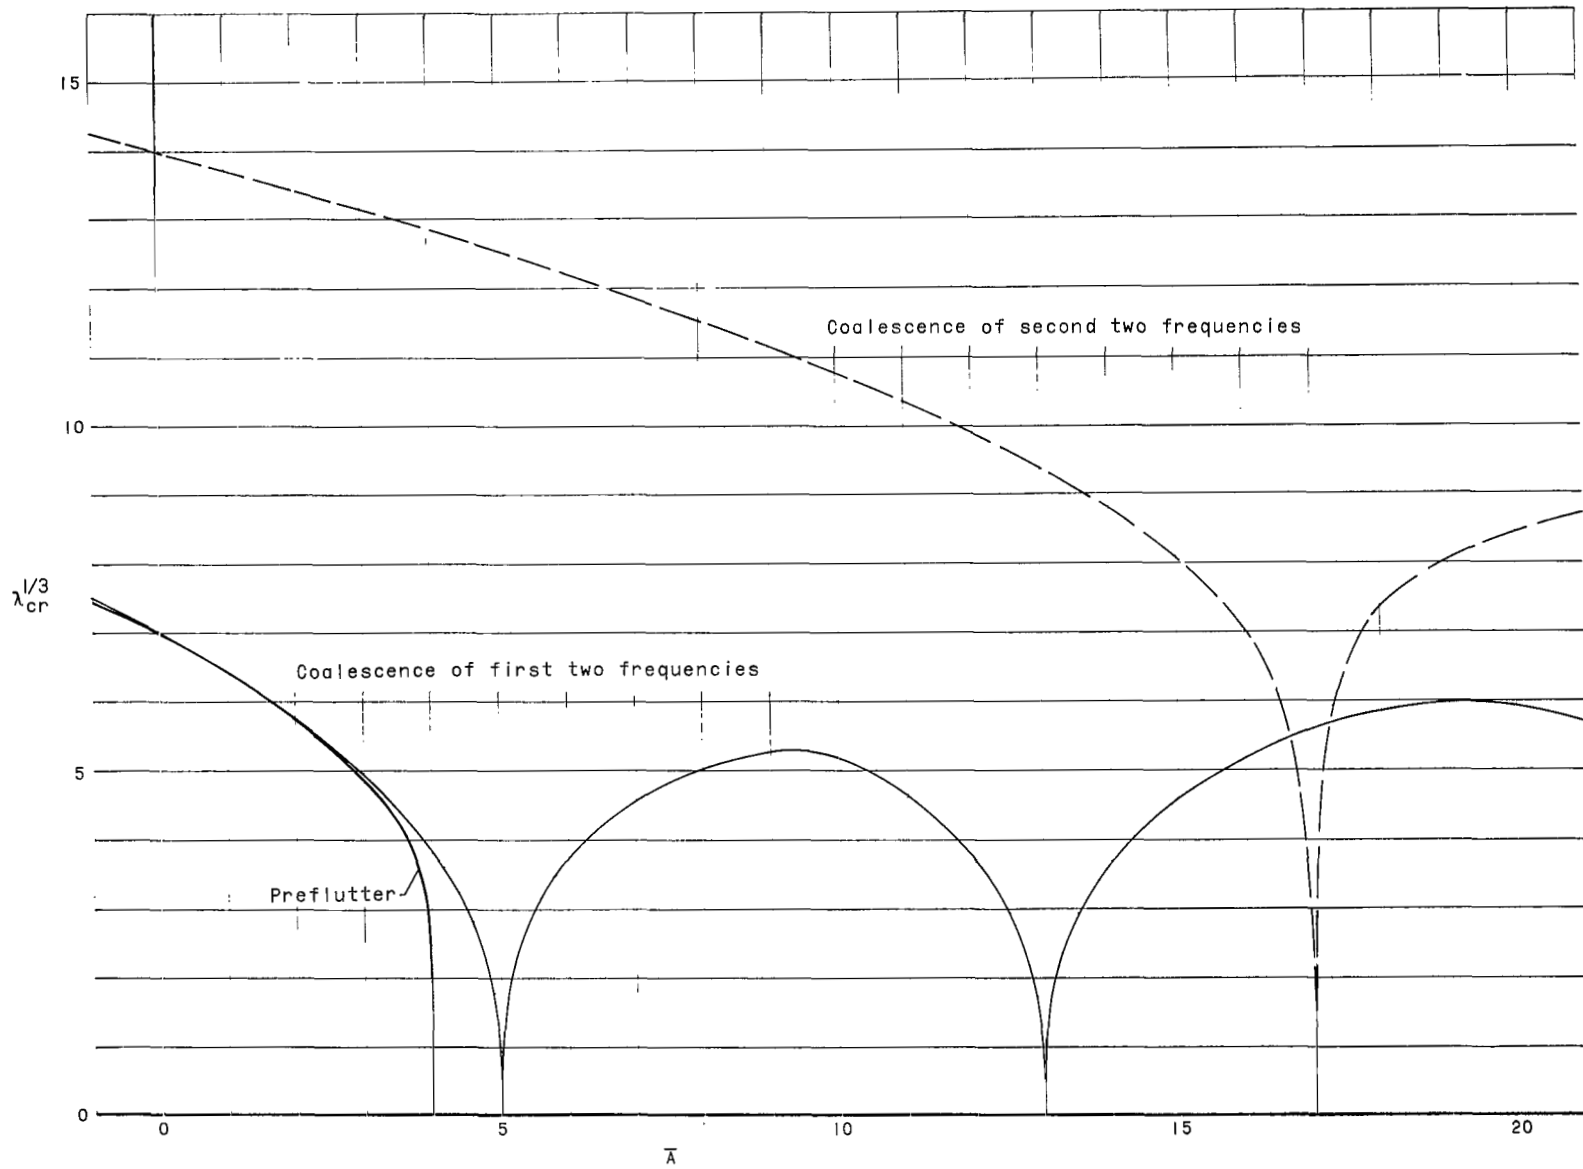 15
Coalescence of second two frequencies
10
λcr^1/3
Coalescence of first two frequencies
5
Preflutter
0
0 5 10 15 20
A̅